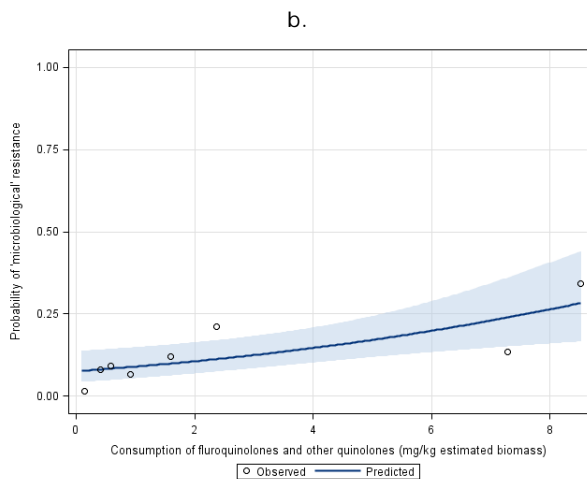 b.
1.00
0.75
0.50
0.25
0.00
Probability of 'microbiological' resistance
0 2 4 6 8
Consumption of fluroquinolones and other quinolones (mg/kg estimated biomass)
Observed Predicted